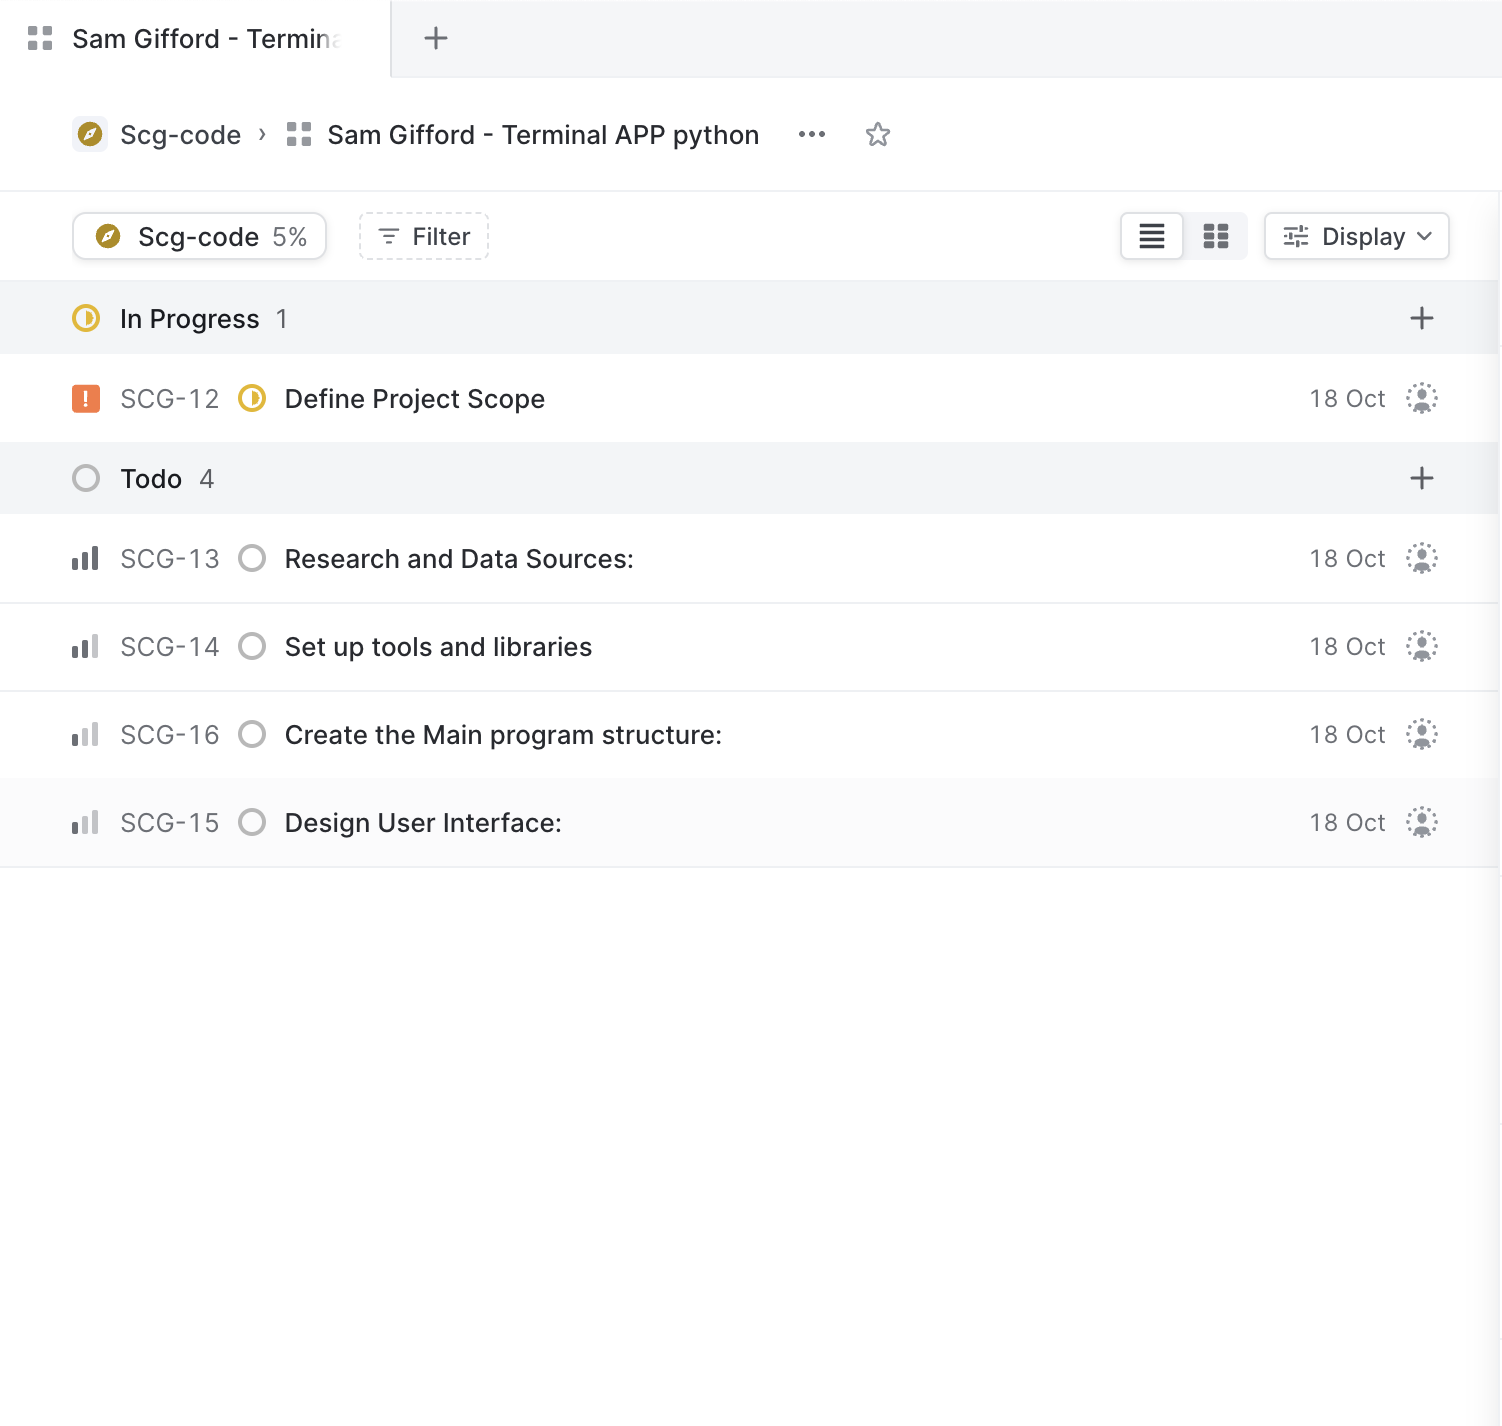 Sam Gifford - Termina
Scg-code › Sam Gifford - Terminal APP python
Scg-code 5% Filter Display
In Progress 1
SCG-12 Define Project Scope 18 Oct
Todo 4
SCG-13 Research and Data Sources: 18 Oct
SCG-14 Set up tools and libraries 18 Oct
SCG-16 Create the Main program structure: 18 Oct
SCG-15 Design User Interface: 18 Oct